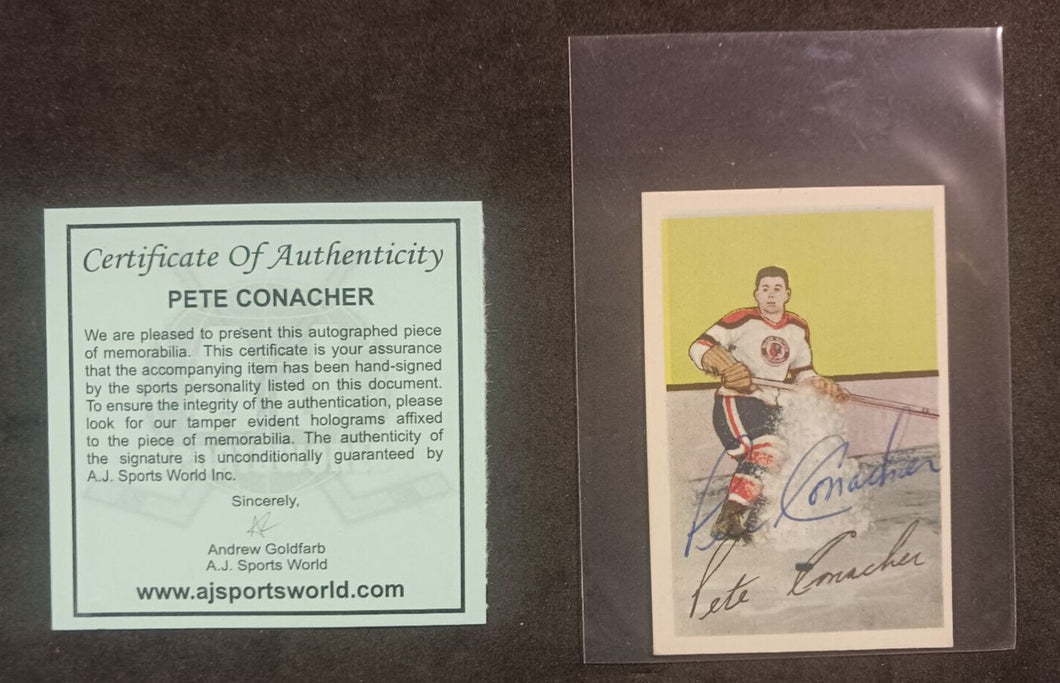 Certificate Of Authenticity
PETE CONACHER
We are pleased to present this autographed piece
of memorabilia. This certificate is your assurance
that the accompanying item has been hand-signed
by the sports personality listed on this document.
To ensure the integrity of the authentication, please
look for our tamper evident holograms affixed
to the piece of memorabilia. The authenticity of
the signature is unconditionally guaranteed by
A.J. Sports World Inc.
Sincerely,
Andrew Goldfarb
A.J. Sports World
www.ajsportsworld.com
Pete Conacher
Pete Conacher